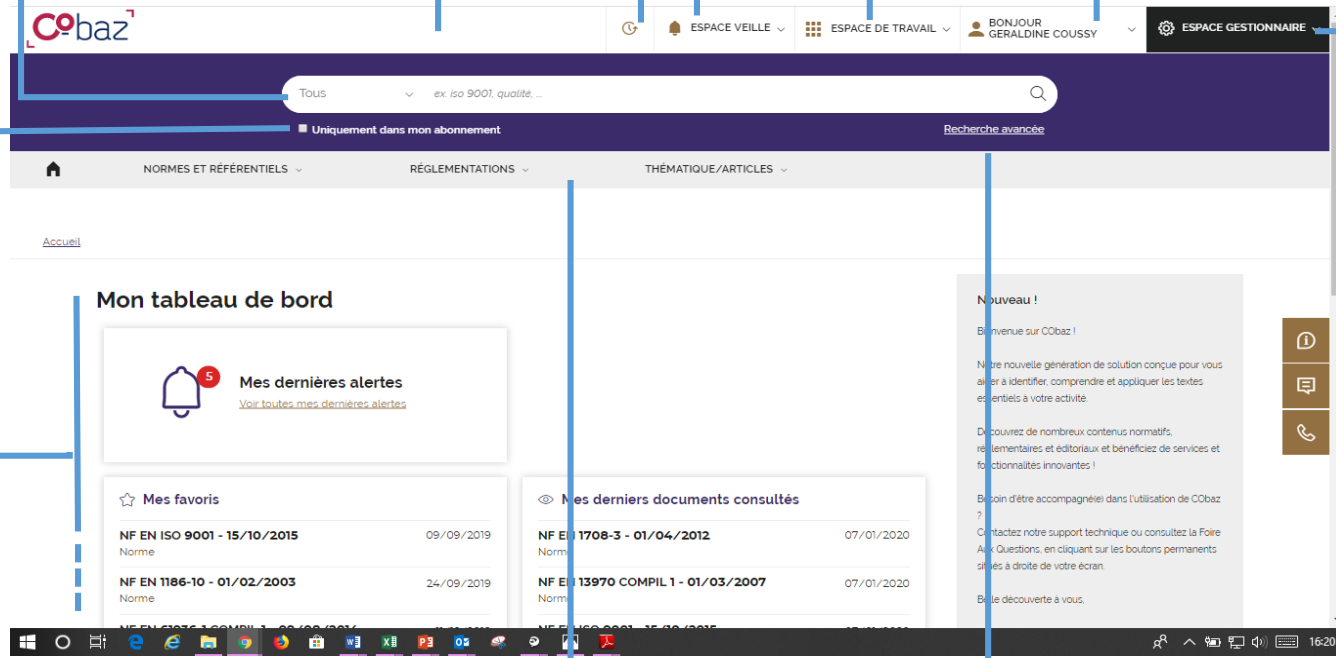 CObaz
ESPACE VEILLE
ESPACE DE TRAVAIL
BONJOUR
GERALDINE COUSSY
ESPACE GESTIONNAIRE
Tous
ex. iso 9001, qualité, ...
Uniquement dans mon abonnement
Recherche avancée
NORMES ET RÉFÉRENTIELS
RÉGLEMENTATIONS
THÉMATIQUE/ARTICLES
Accueil
Mon tableau de bord
5
Mes dernières alertes
Voir toutes mes dernières alertes
Mes favoris
NF EN ISO 9001 - 15/10/2015 09/09/2019
Norme
NF EN 1186-10 - 01/02/2003 24/09/2019
Norme
Mes derniers documents consultés
NF EN 1708-3 - 01/04/2012 07/01/2020
Norme
NF EN 13970 COMPIL 1 - 01/03/2007 07/01/2020
Norme
Nouveau !
Bienvenue sur CObaz !
Notre nouvelle génération de solution conçue pour vous
aider à identifier, comprendre et appliquer les textes
essentiels à votre activité.
Découvrez de nombreux contenus normatifs,
réglementaires et éditoriaux et bénéficiez de services et
fonctionnalités innovantes !
Besoin d'être accompagné(e) dans l'utilisation de CObaz
?
Contactez notre support technique ou consultez la Foire
Aux Questions, en cliquant sur les boutons permanents
situés à droite de votre écran.
Belle découverte à vous,
16:20